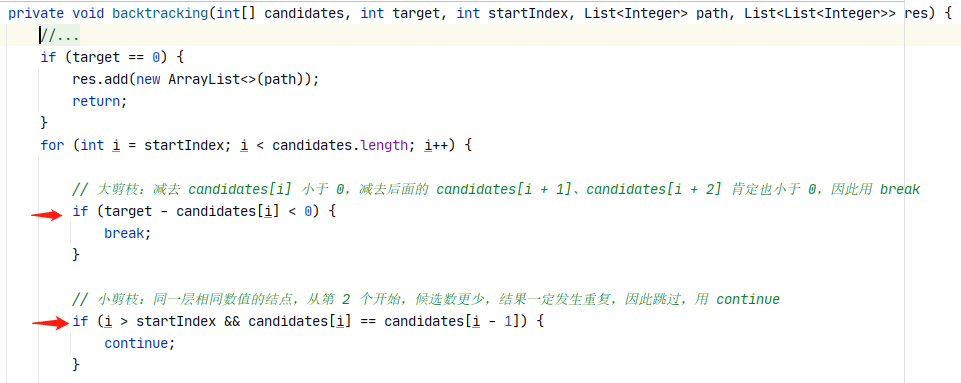 private void backtracking(int[] candidates, int target, int startIndex, List<Integer> path, List<List<Integer>> res) {
//...
if (target == 0) {
res.add(new ArrayList<>(path));
return;
}
for (int i = startIndex; i < candidates.length; i++) {
// 大剪枝：减去 candidates[i] 小于 0，减去后面的 candidates[i + 1]、candidates[i + 2] 肯定也小于 0，因此用 break
if (target - candidates[i] < 0) {
break;
}
// 小剪枝：同一层相同数值的结点，从第 2 个开始，候选数更少，结果一定发生重复，因此跳过，用 continue
if (i > startIndex && candidates[i] == candidates[i - 1]) {
continue;
}